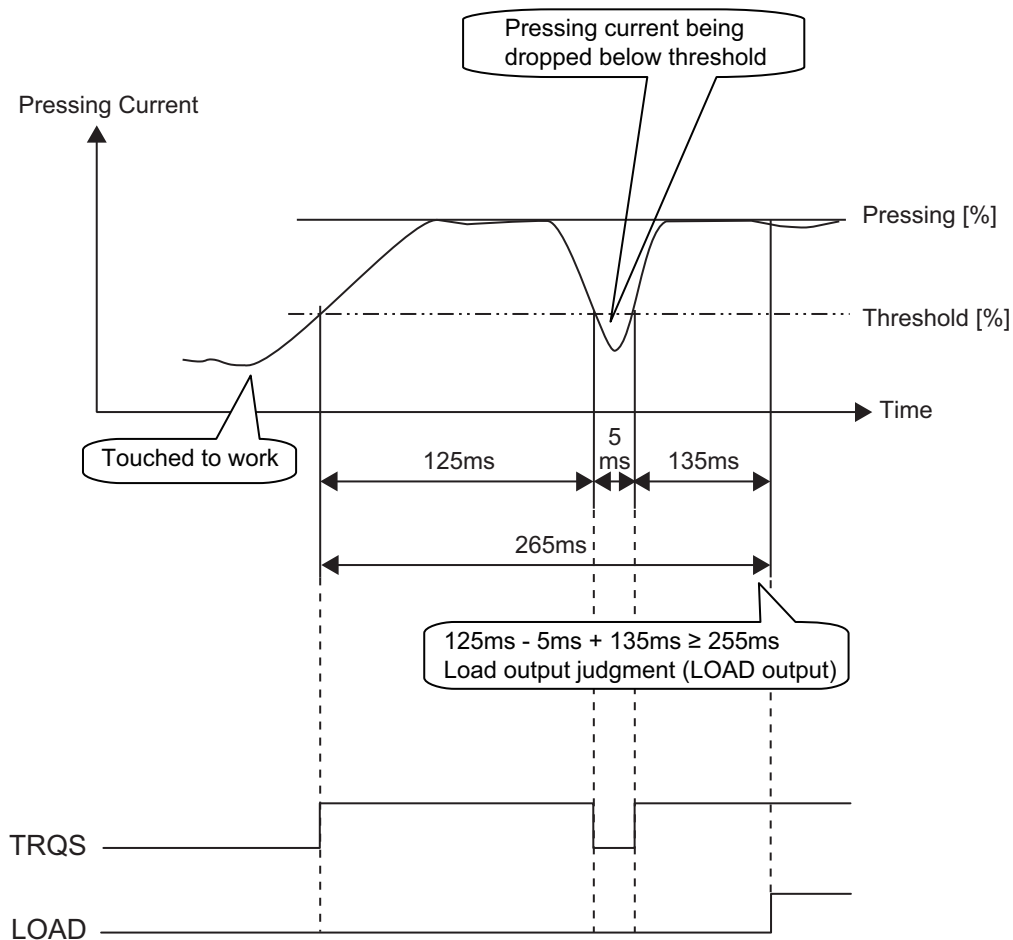 Pressing current being
dropped below threshold
Pressing Current
Pressing [%]
Threshold [%]
Time
Touched to work
125ms
5
ms
135ms
265ms
125ms - 5ms + 135ms ≥ 255ms
Load output judgment (LOAD output)
TRQS
LOAD